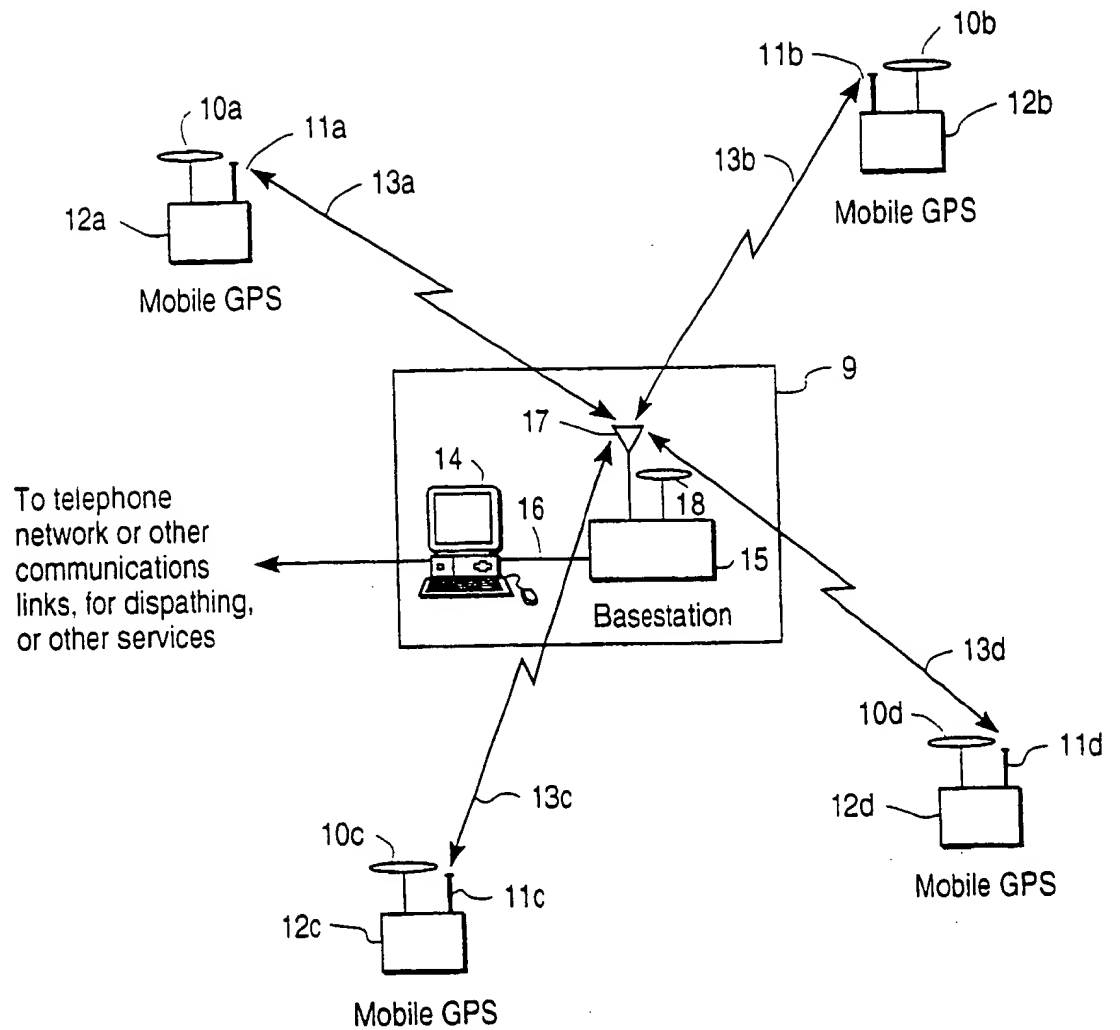 10b
11b
10a
11a
12b
13a
13b
12a
Mobile GPS
Mobile GPS
9
17
14
To telephone
network or other
communications
links, for dispathing,
or other services
16
18
15
Basestation
13d
10d
11d
13c
12d
10c
11c
Mobile GPS
12c
Mobile GPS